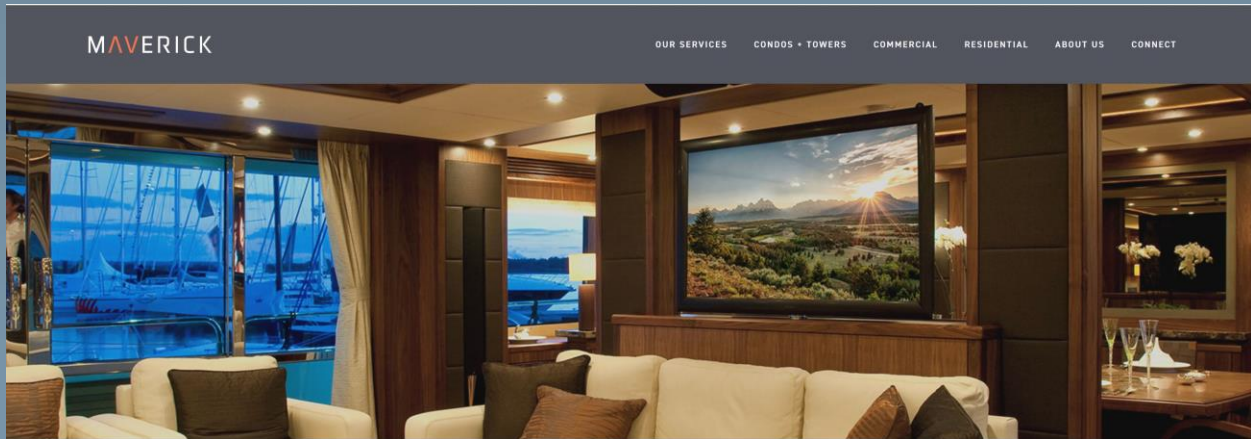 MAVERICK
OUR SERVICES CONDOS + TOWERS COMMERCIAL RESIDENTIAL ABOUT US CONNECT